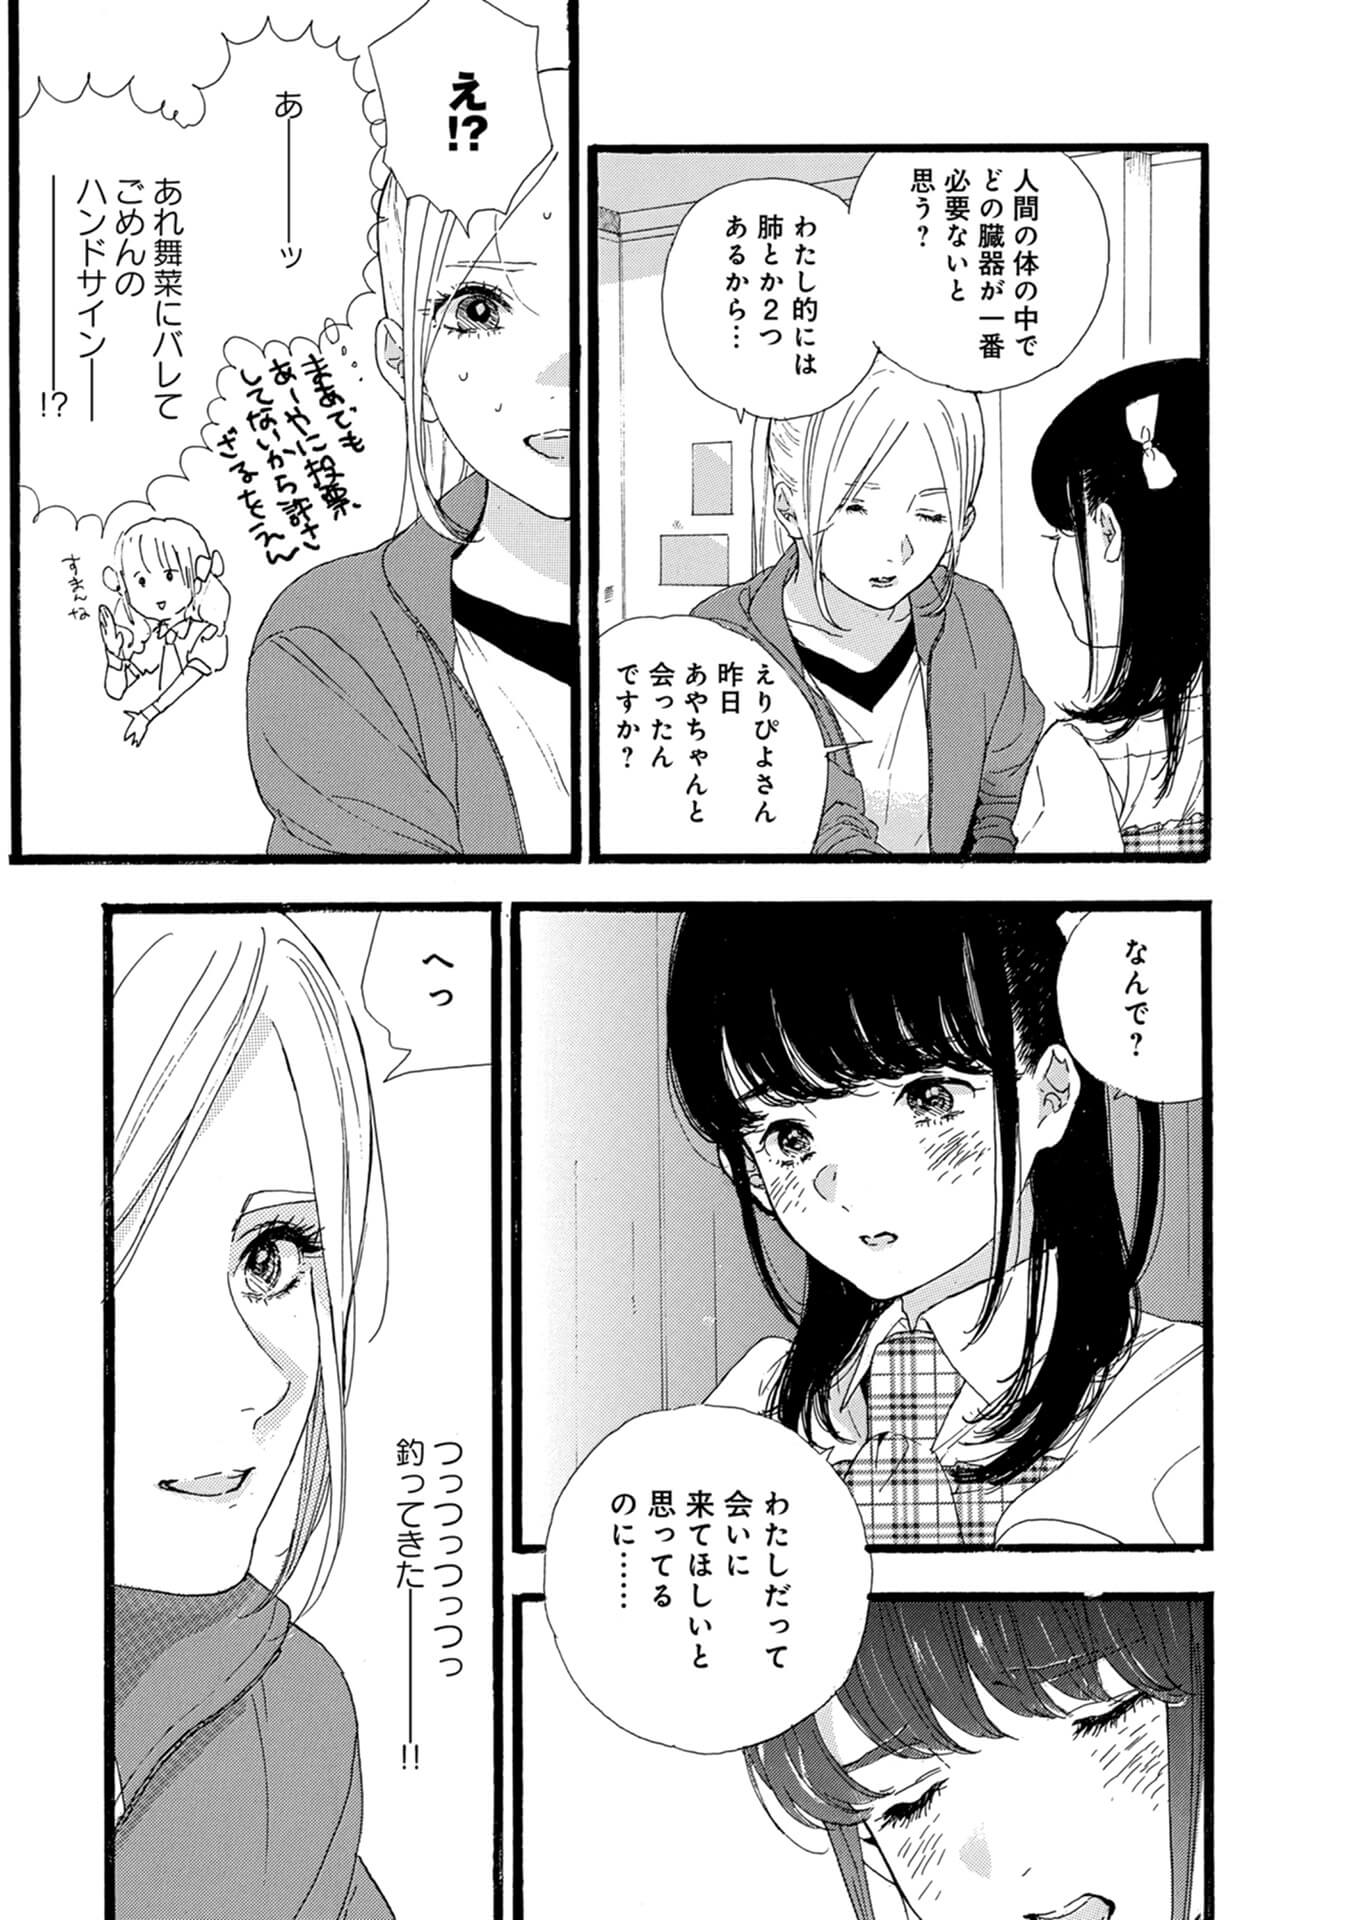 人間の体の中で
どの臓器が一番
必要ないと
思う?
わたし的には
肺とか2つ
あるから…
えりぴよさん
昨日
あやちゃんと
会ったん
ですか?
え!?
あ――ッ
あれ舞菜にバレて
ごめんの
ハンドサイン――
――!?
まあでも
あーやに投票
してないから許さ
ざるをえん
すまんな
なんで?
わたしだって
会いに
来てほしいと
思ってる
のに……
へっ
つっつっつっつっ
釣ってきた――!!